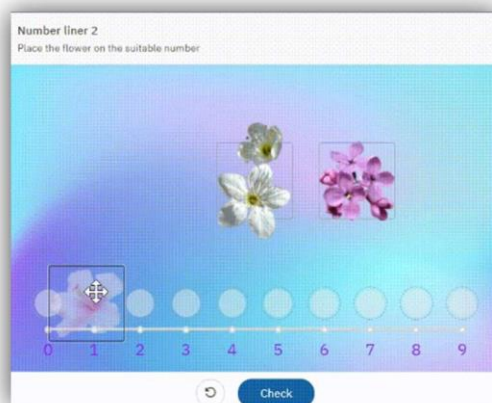 Number liner 2
Place the flower on the suitable number
0 1 2 3 4 5 6 7 8 9
Check